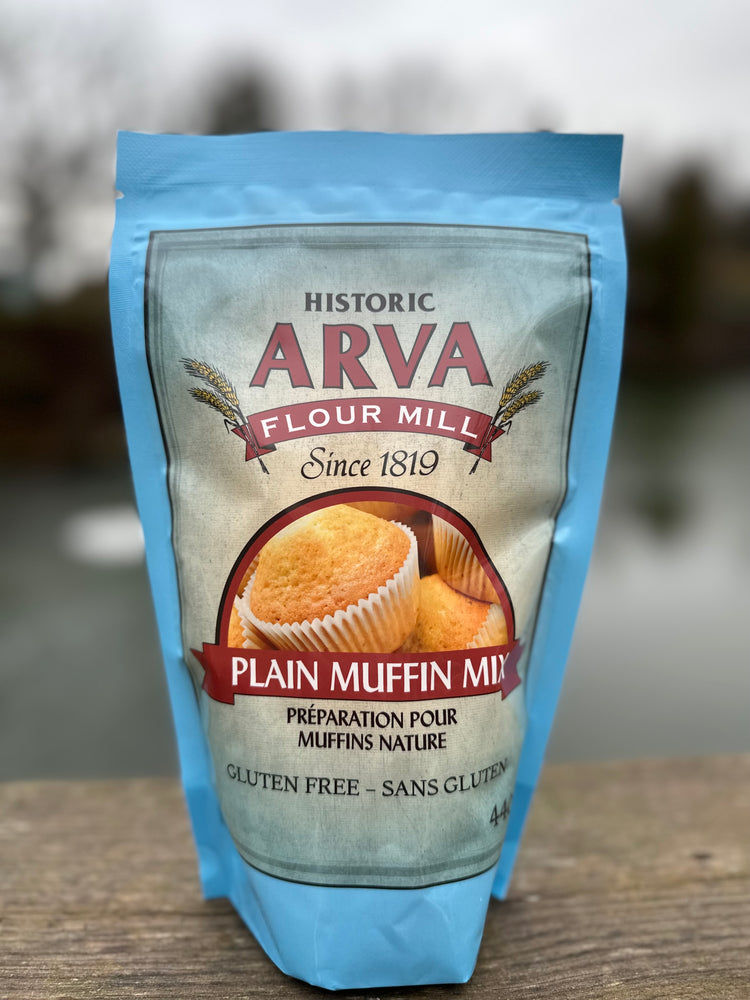 HISTORIC
ARVA
FLOUR MILL
Since 1819
PLAIN MUFFIN MIX
PRÉPARATION POUR
MUFFINS NATURE
GLUTEN FREE – SANS GLUTEN